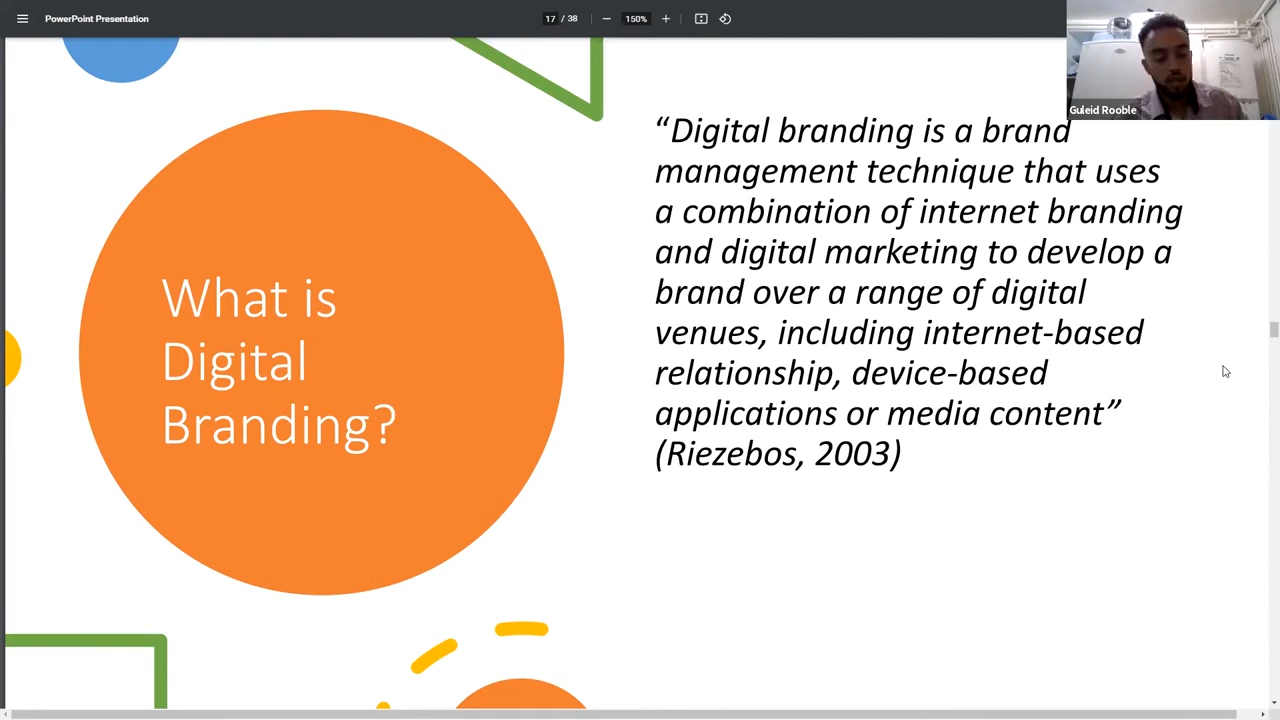 PowerPoint Presentation
17 / 38
150%
Guleid Rooble
What is
Digital
Branding?
“Digital branding is a brand
management technique that uses
a combination of internet branding
and digital marketing to develop a
brand over a range of digital
venues, including internet-based
relationship, device-based
applications or media content”
(Riezebos, 2003)